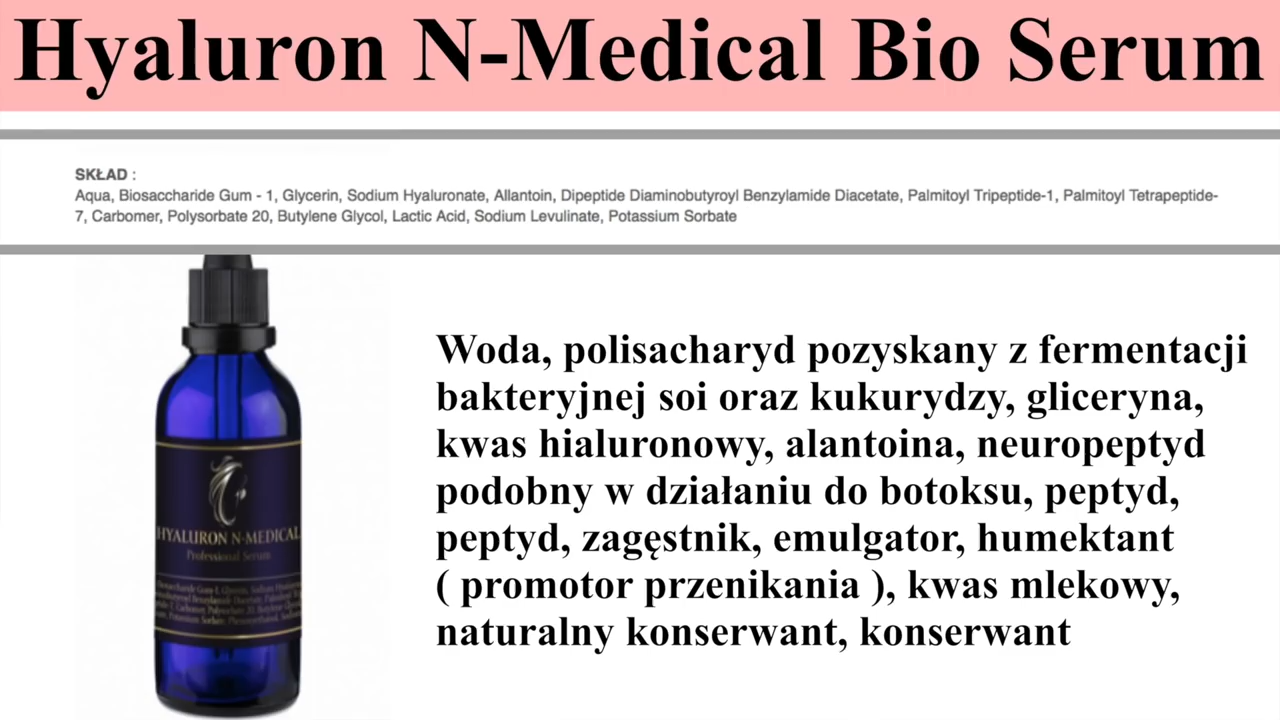 Hyaluron N-Medical Bio Serum
SKŁAD :
Aqua, Biosaccharide Gum - 1, Glycerin, Sodium Hyaluronate, Allantoin, Dipeptide Diaminobutyroyl Benzylamide Diacetate, Palmitoyl Tripeptide-1, Palmitoyl Tetrapeptide-
7, Carbomer, Polysorbate 20, Butylene Glycol, Lactic Acid, Sodium Levulinate, Potassium Sorbate
Woda, polisacharyd pozyskany z fermentacji
bakteryjnej soi oraz kukurydzy, gliceryna,
kwas hialuronowy, alantoina, neuropeptyd
podobny w działaniu do botoksu, peptyd,
peptyd, zagęstnik, emulgator, humektant
( promotor przenikania ), kwas mlekowy,
naturalny konserwant, konserwant
HYALURON N-MEDICAL
Professional Serum